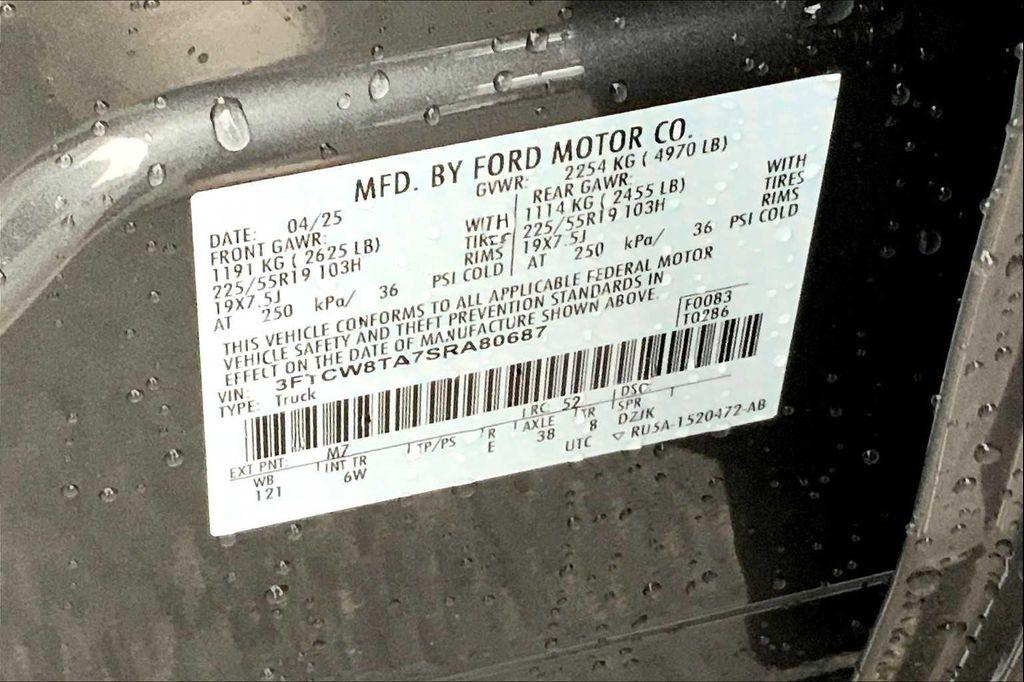 MFD. BY FORD MOTOR CO.
DATE: 04/25 GVWR: 2254 KG ( 4970 LB)
FRONT GAWR: REAR GAWR:
1191 KG ( 2625 LB) WITH 1114 KG ( 2455 LB) WITH
225/55R19 103H TIRES 225/55R19 103H TIRES
19X7.5J RIMS 19X7.5J RIMS
AT 250 kPa/ 36 PSI COLD AT 250 kPa/ 36 PSI COLD
THIS VEHICLE CONFORMS TO ALL APPLICABLE FEDERAL MOTOR
VEHICLE SAFETY AND THEFT PREVENTION STANDARDS IN
EFFECT ON THE DATE OF MANUFACTURE SHOWN ABOVE.
F0083
T0286
VIN: 3FTCW8TA7SRA80687
TYPE: Truck
EXT PNT: M7 RC: 52 DSO:
WB INT TR TP/PS R AXLE TR SPR
121 6W E 38 8 DZJK
UTC ▽ RU5A-1520472-AB